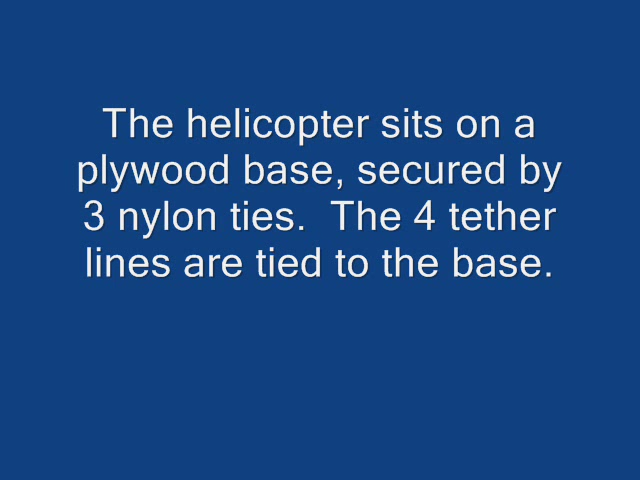 The helicopter sits on a
plywood base, secured by
3 nylon ties.  The 4 tether
lines are tied to the base.